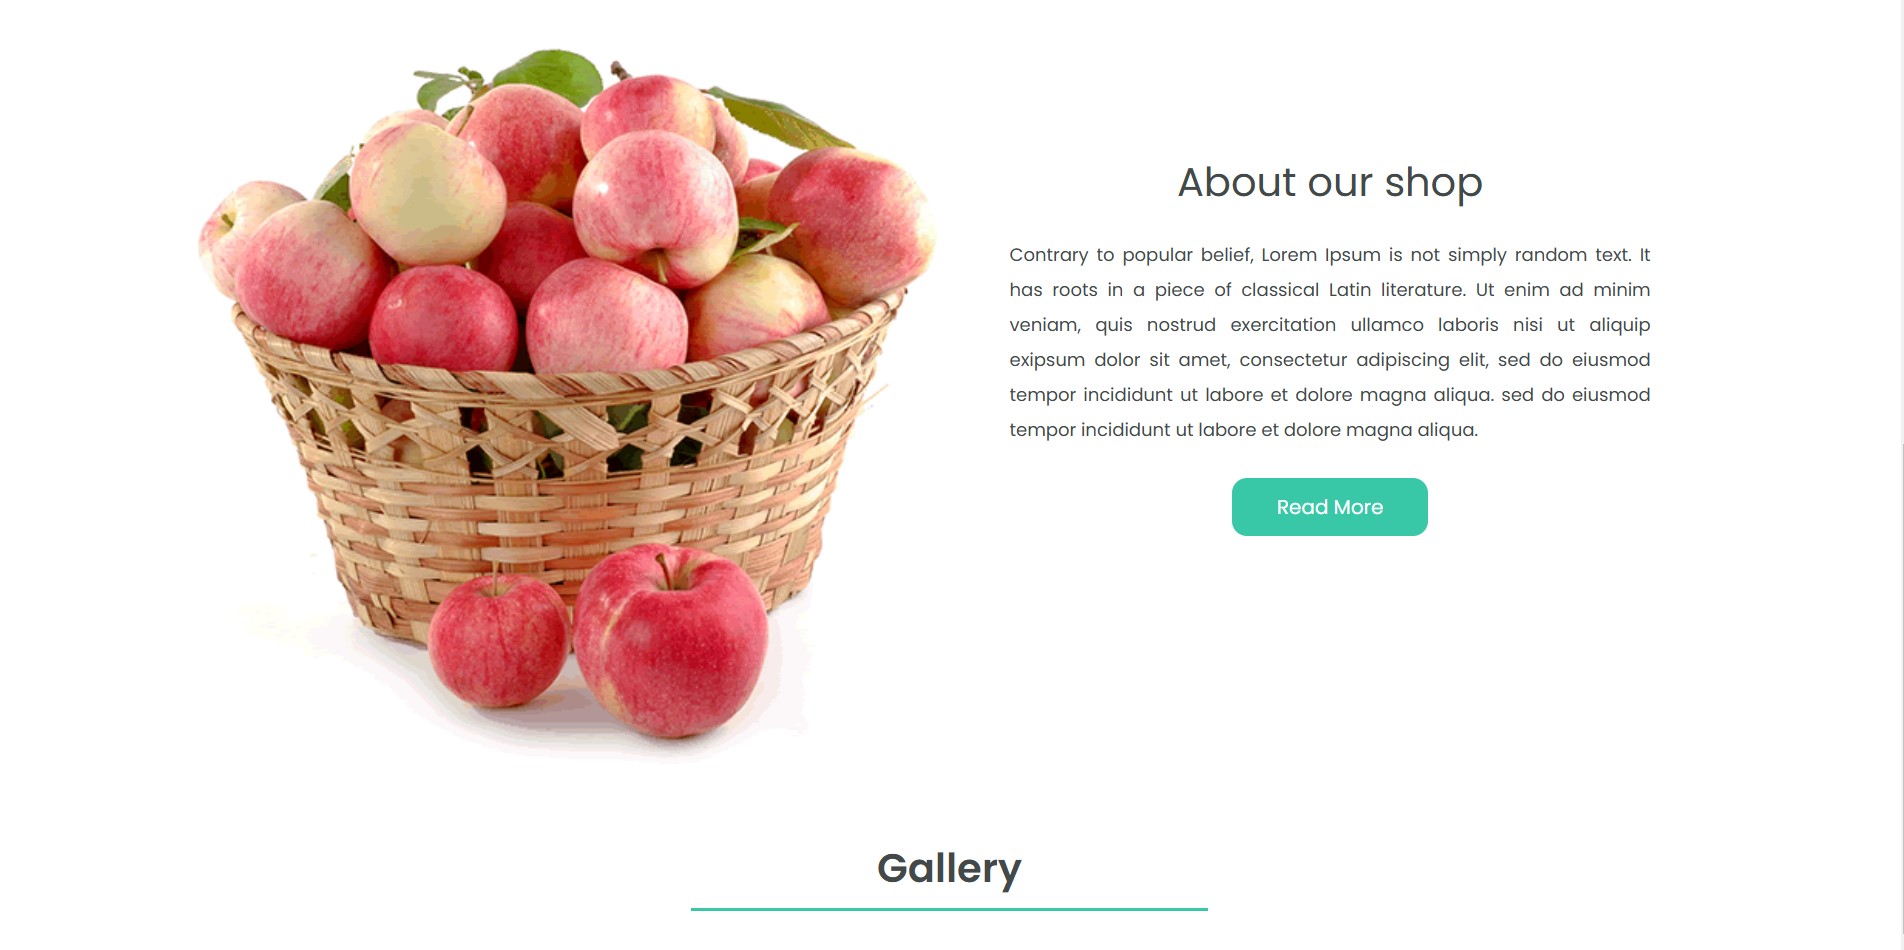 About our shop
Contrary to popular belief, Lorem Ipsum is not simply random text. It
has roots in a piece of classical Latin literature. Ut enim ad minim
veniam, quis nostrud exercitation ullamco laboris nisi ut aliquip
exipsum dolor sit amet, consectetur adipiscing elit, sed do eiusmod
tempor incididunt ut labore et dolore magna aliqua. sed do eiusmod
tempor incididunt ut labore et dolore magna aliqua.
Read More
Gallery